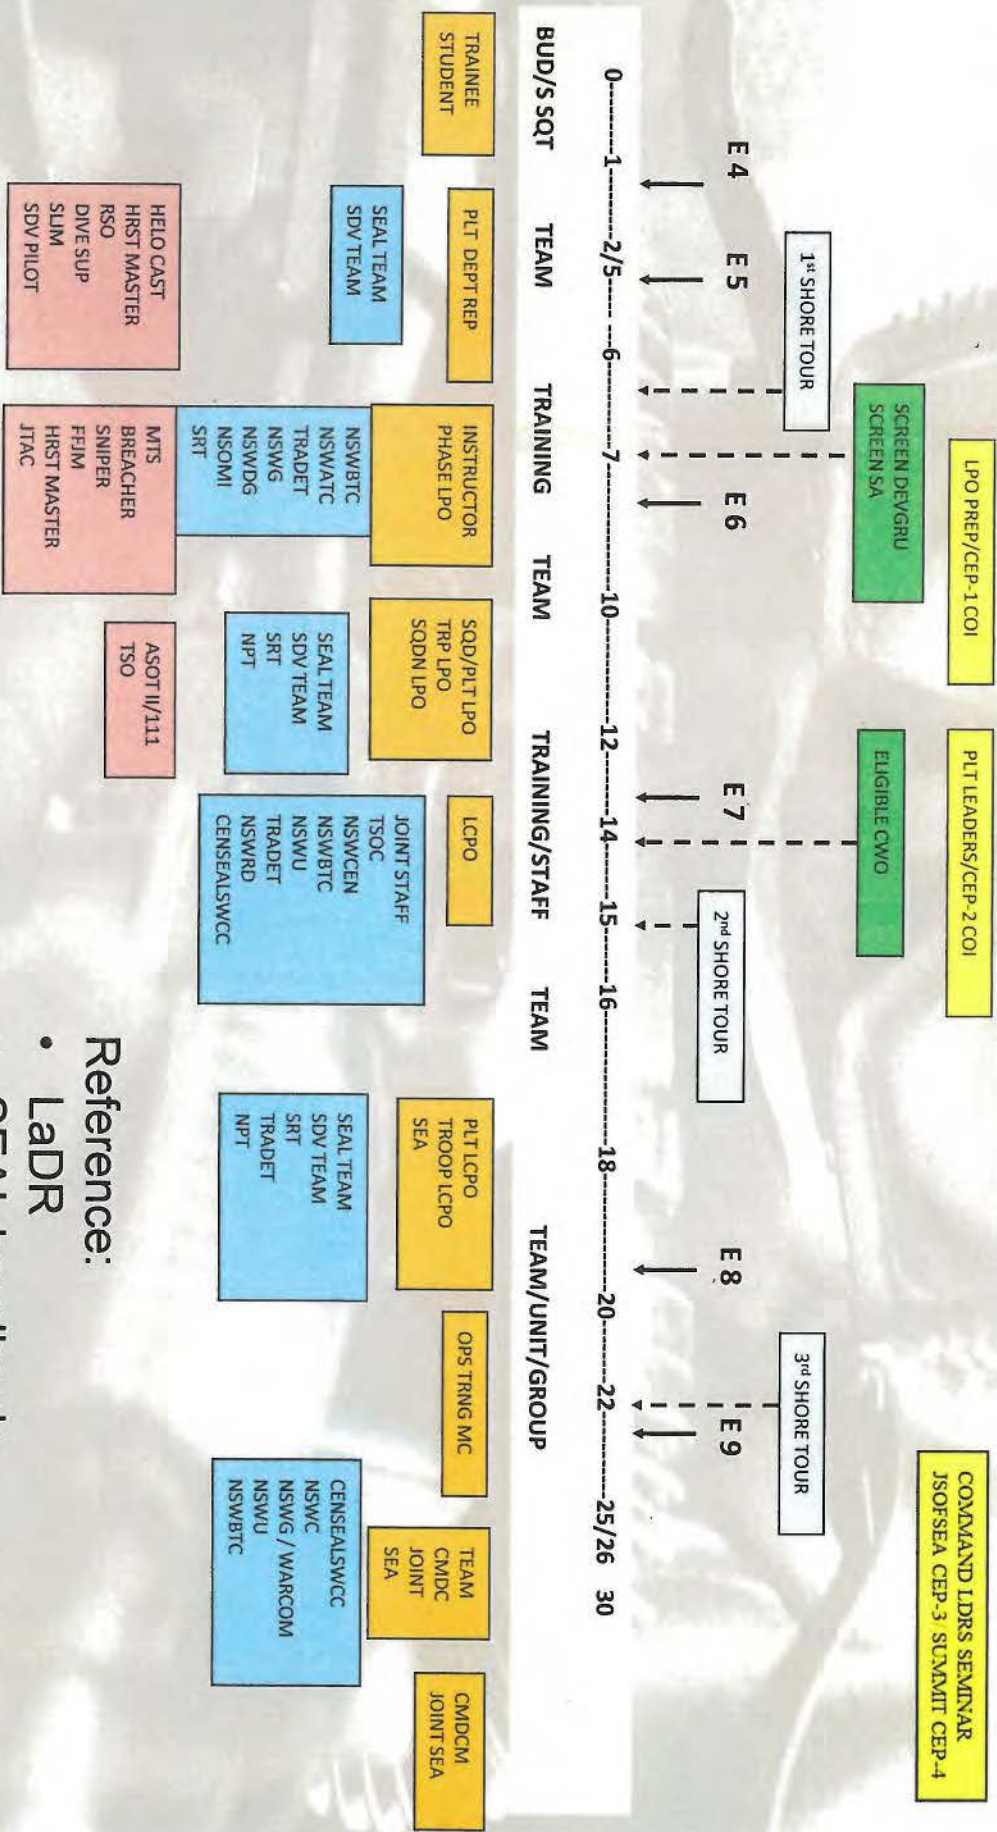 LPO PREP/CEP-1 COI
PLT LEADERS/CEP-2 COI
COMMAND LDRS SEMINAR
JSOFSEA CEP-3/ SUMMIT CEP-4
SCREEN DEVGRU
SCREEN SA
ELIGIBLE CWO
1st SHORE TOUR
2nd SHORE TOUR
3rd SHORE TOUR
E 4
E 5
E 6
E 7
E 8
E 9
0-------1-------2/5---- ---6--------7-----------10--------12--------14-------15-------16-----------18-----------20--------22---------25/26 30
BUD/S SQT TEAM TRAINING TEAM TRAINING/STAFF TEAM TEAM/UNIT/GROUP
TRAINEE
STUDENT
PLT DEPT REP
INSTRUCTOR
PHASE LPO
SQD/PLT LPO
TRP LPO
SQDN LPO
LCPO
PLT LCPO
TROOP LCPO
SEA
OPS TRNG MC
TEAM
CMDC
JOINT
SEA
CMDCM
JOINT SEA
SEAL TEAM
SDV TEAM
NSWBTC
NSWATC
TRADET
NSWG
NSWDG
NSOMI
SRT
SEAL TEAM
SDV TEAM
SRT
NPT
JOINT STAFF
TSOC
NSWCEN
NSWBTC
NSWU
TRADET
NSWRD
CENSEALSWCC
SEAL TEAM
SDV TEAM
SRT
TRADET
NPT
CENSEALSWCC
NSWC
NSWG / WARCOM
NSWU
NSWBTC
HELO CAST
HRST MASTER
RSO
DIVE SUP
SLJM
SDV PILOT
MTS
BREACHER
SNIPER
FFJM
HRST MASTER
JTAC
ASOT II/111
TSO
Reference:
• LaDR